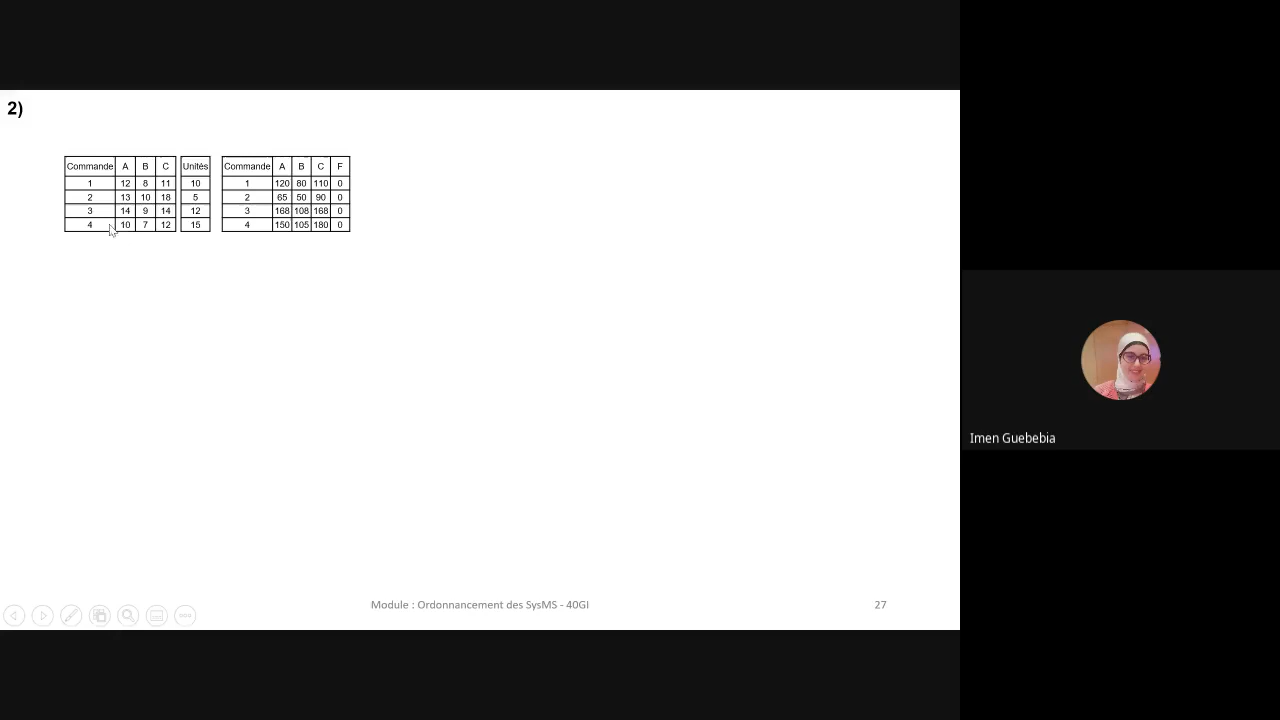 2)
Commande A B C Unités Commande A B C F
1 12 8 11 10 1 120 80 110 0
2 13 10 18 5 2 65 50 90 0
3 14 9 14 12 3 168 108 168 0
4 10 7 12 15 4 150 105 180 0
Imen Guebebia
Module : Ordonnancement des SysMS - 40GI 27